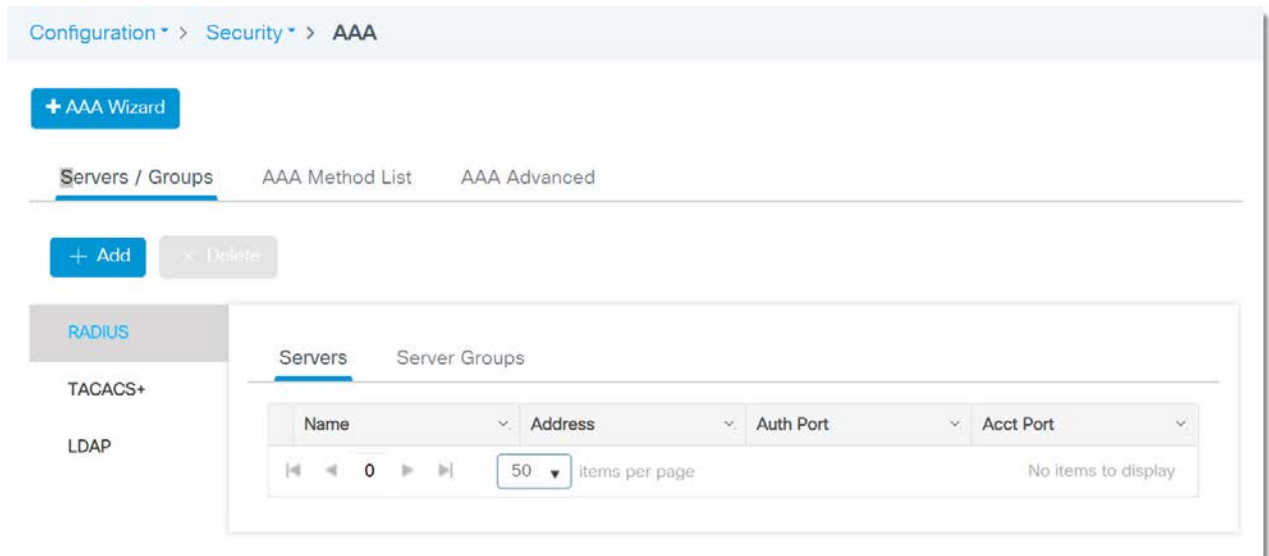 Configuration > Security > AAA
+ AAA Wizard
Servers / Groups AAA Method List AAA Advanced
+ Add × Delete
RADIUS
Servers Server Groups
TACACS+
Name Address Auth Port Acct Port
LDAP
0 50 items per page No items to display